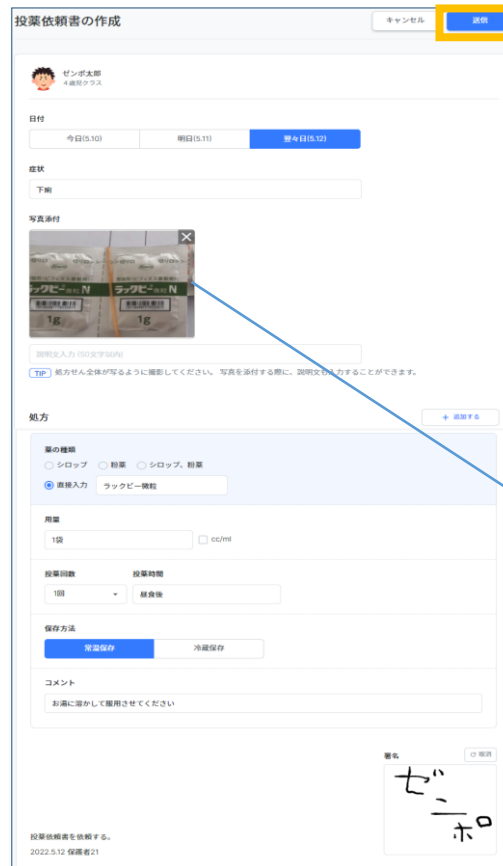 投薬依頼書の作成
キャンセル
送信
ゼンポ太郎
4歳児クラス
日付
今日(5.10)
明日(5.11)
翌々日(5.12)
症状
下痢
写真添付
ラックビー微粒 N
1g
1g
説明文入力 (50文字以内)
TIP 処方せん全体が写るように撮影してください。 写真を添付する際に、説明文も入力することができます。
処方
+ 追加する
薬の種類
シロップ 粉薬 シロップ、粉薬
直接入力 ラックビー微粒
用量
1袋 cc/ml
投薬回数 投薬時間
1回 昼食後
保存方法
常温保存 冷蔵保存
コメント
お湯に溶かして服用させてください
署名
ゼンポ
投薬依頼書を依頼する。
2022.5.12 保護者21